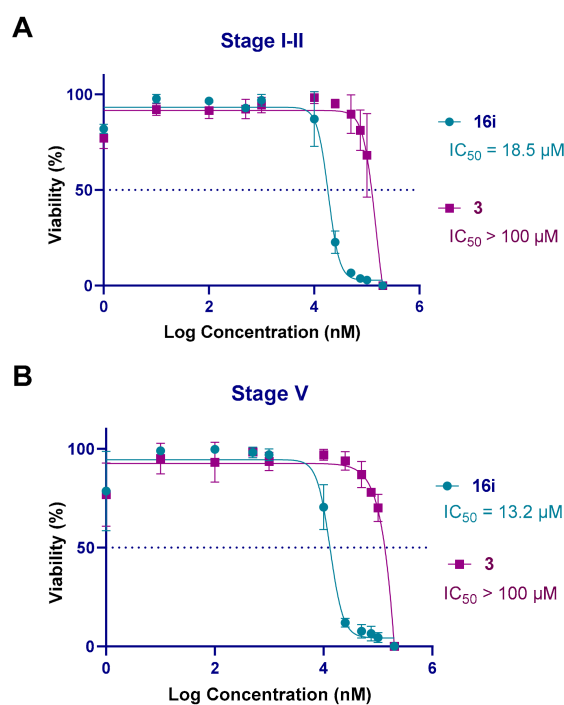 A
Stage I-II
Viability (%)
100
50
0
0 2 4 6
Log Concentration (nM)
16i
IC₅₀ = 18.5 µM
3
IC₅₀ > 100 µM
B
Stage V
Viability (%)
100
50
0
0 2 4 6
Log Concentration (nM)
16i
IC₅₀ = 13.2 µM
3
IC₅₀ > 100 µM